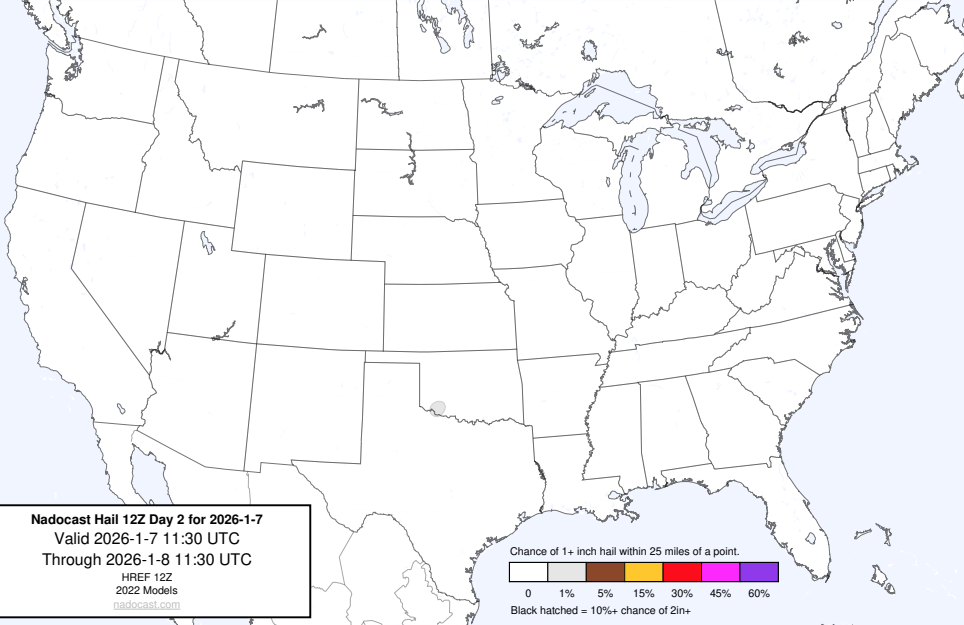 Nadocast Hail 12Z Day 2 for 2026-1-7
Valid 2026-1-7 11:30 UTC
Through 2026-1-8 11:30 UTC
HREF 12Z
2022 Models
nadocast.com
Chance of 1+ inch hail within 25 miles of a point.
0 1% 5% 15% 30% 45% 60%
Black hatched = 10%+ chance of 2in+